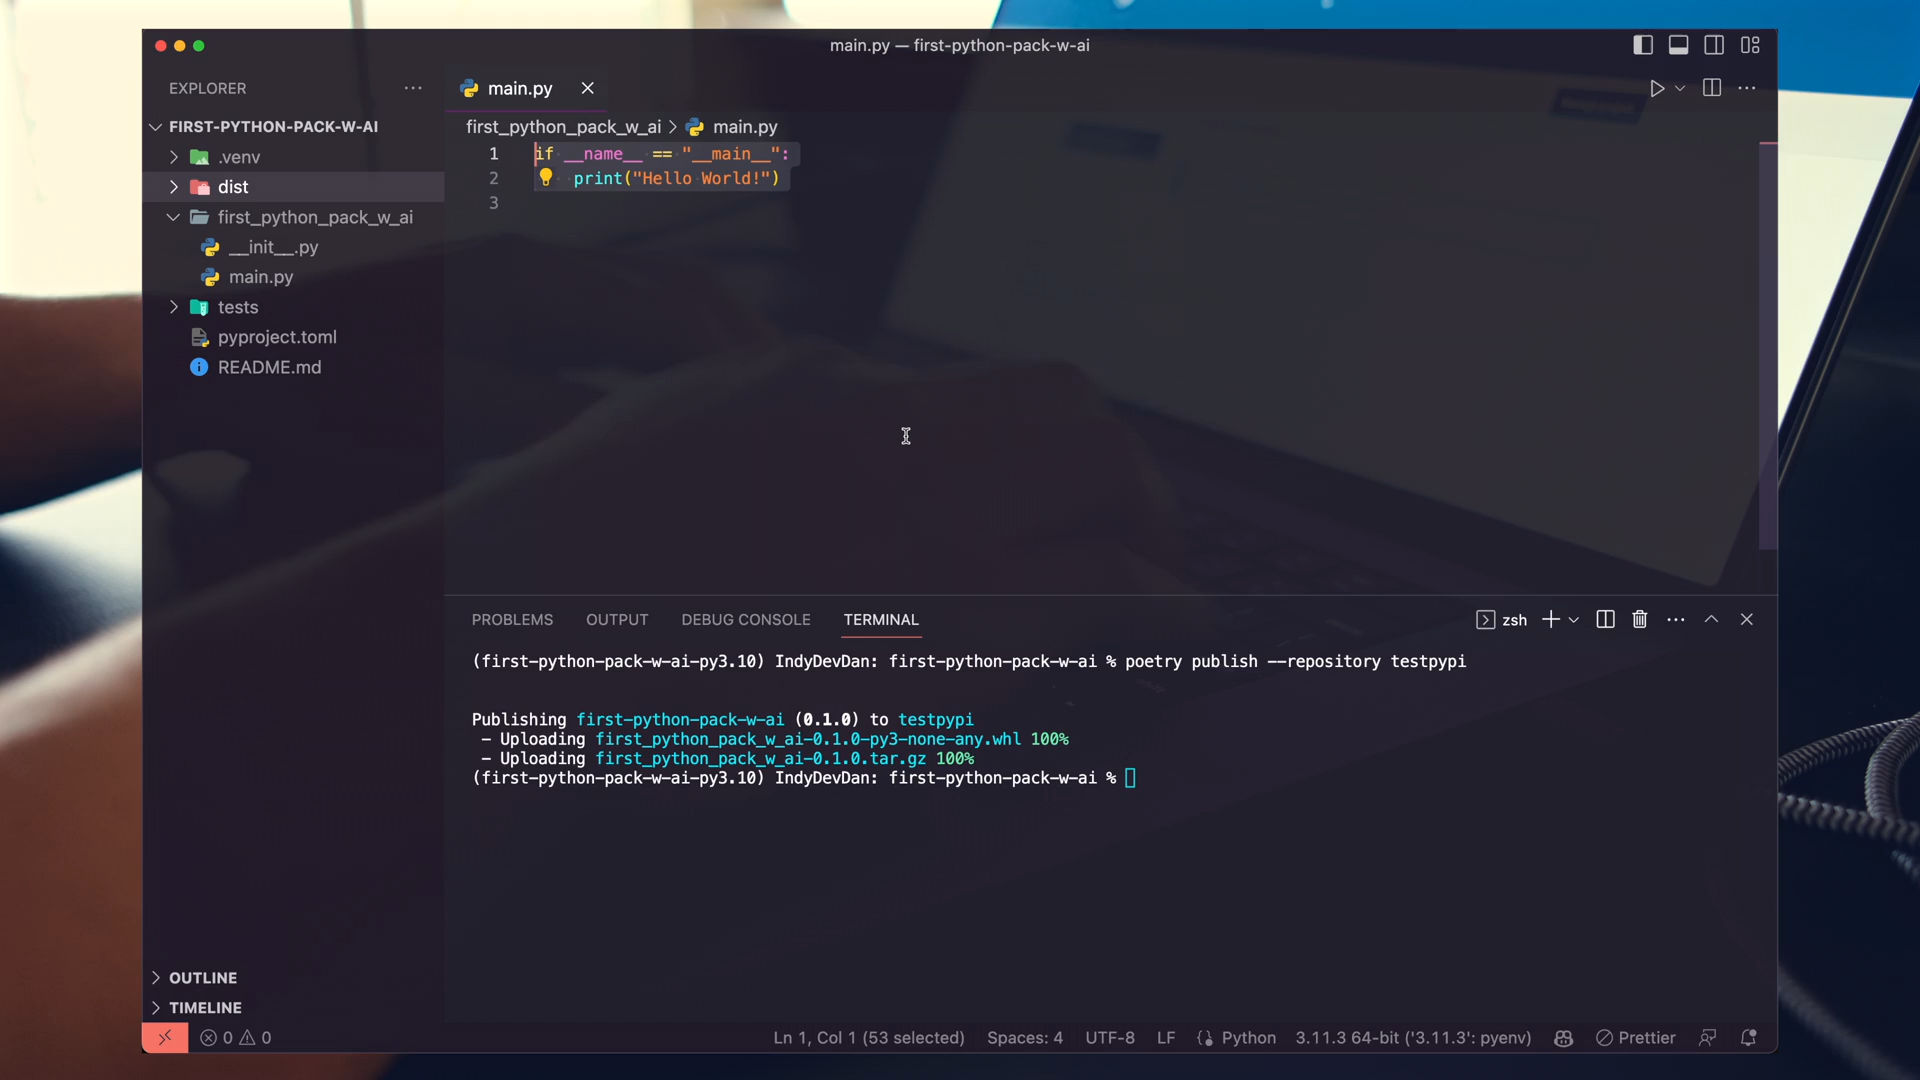 main.py — first-python-pack-w-ai
EXPLORER
FIRST-PYTHON-PACK-W-AI
.venv
dist
first_python_pack_w_ai
__init__.py
main.py
tests
pyproject.toml
README.md
OUTLINE
TIMELINE
main.py
first_python_pack_w_ai > main.py
1 if __name__ == "__main__":
2 print("Hello World!")
3
PROBLEMS OUTPUT DEBUG CONSOLE TERMINAL zsh
(first-python-pack-w-ai-py3.10) IndyDevDan: first-python-pack-w-ai % poetry publish --repository testpypi
Publishing first-python-pack-w-ai (0.1.0) to testpypi
- Uploading first_python_pack_w_ai-0.1.0-py3-none-any.whl 100%
- Uploading first_python_pack_w_ai-0.1.0.tar.gz 100%
(first-python-pack-w-ai-py3.10) IndyDevDan: first-python-pack-w-ai %
0 0 Ln 1, Col 1 (53 selected) Spaces: 4 UTF-8 LF Python 3.11.3 64-bit ('3.11.3': pyenv) Prettier